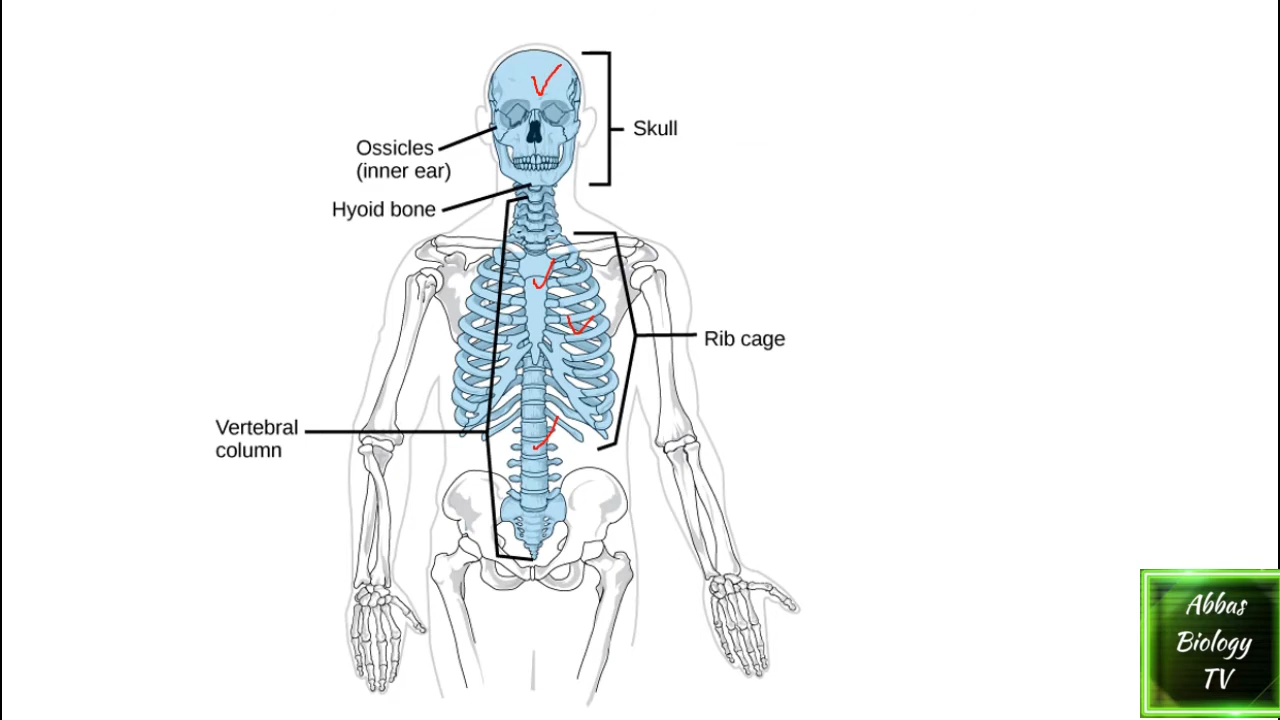 Skull
Ossicles
(inner ear)
Hyoid bone
Rib cage
Vertebral
column
Abbas
Biology
TV